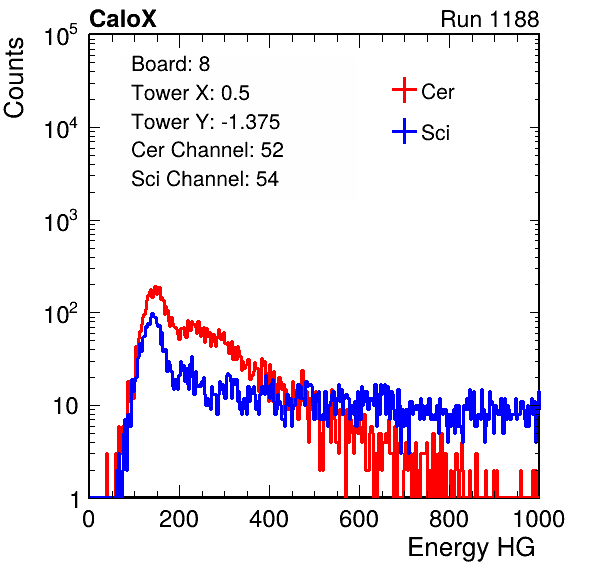 CaloX Run 1188
Counts
10^5
10^4
10^3
10^2
10
1
Board: 8
Tower X: 0.5
Tower Y: -1.375
Cer Channel: 52
Sci Channel: 54
Cer
Sci
0 200 400 600 800 1000
Energy HG